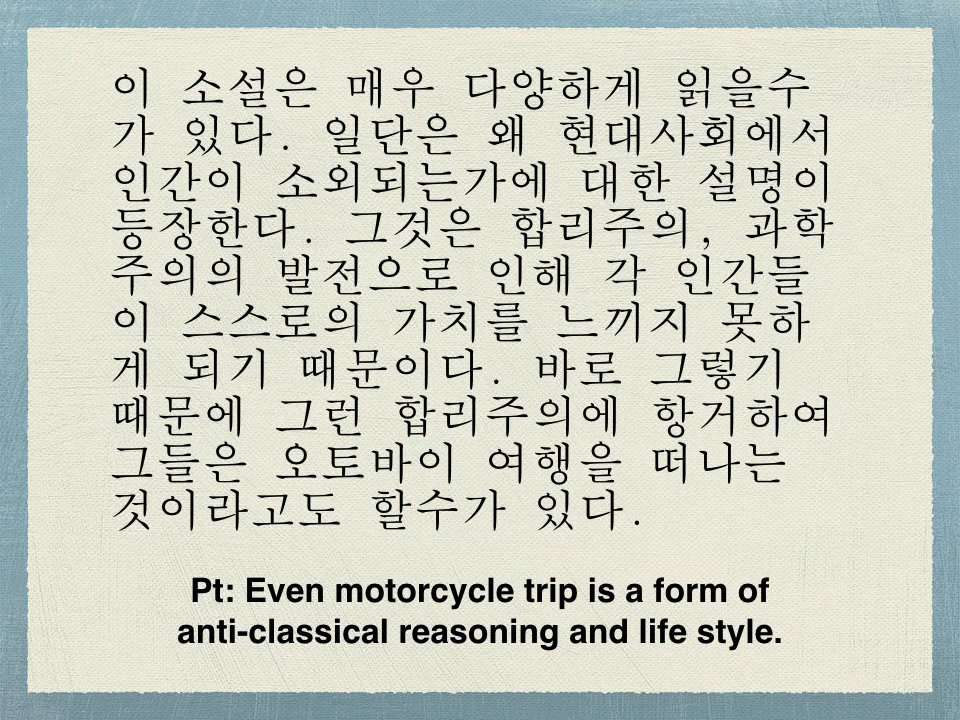 이 소설은 매우 다양하게 읽을수
가 있다. 일단은 왜 현대사회에서
인간이 소외되는가에 대한 설명이
등장한다. 그것은 합리주의, 과학
주의의 발전으로 인해 각 인간들
이 스스로의 가치를 느끼지 못하
게 되기 때문이다. 바로 그렇기
때문에 그런 합리주의에 항거하여
그들은 오토바이 여행을 떠나는
것이라고도 할수가 있다.
Pt: Even motorcycle trip is a form of
anti-classical reasoning and life style.